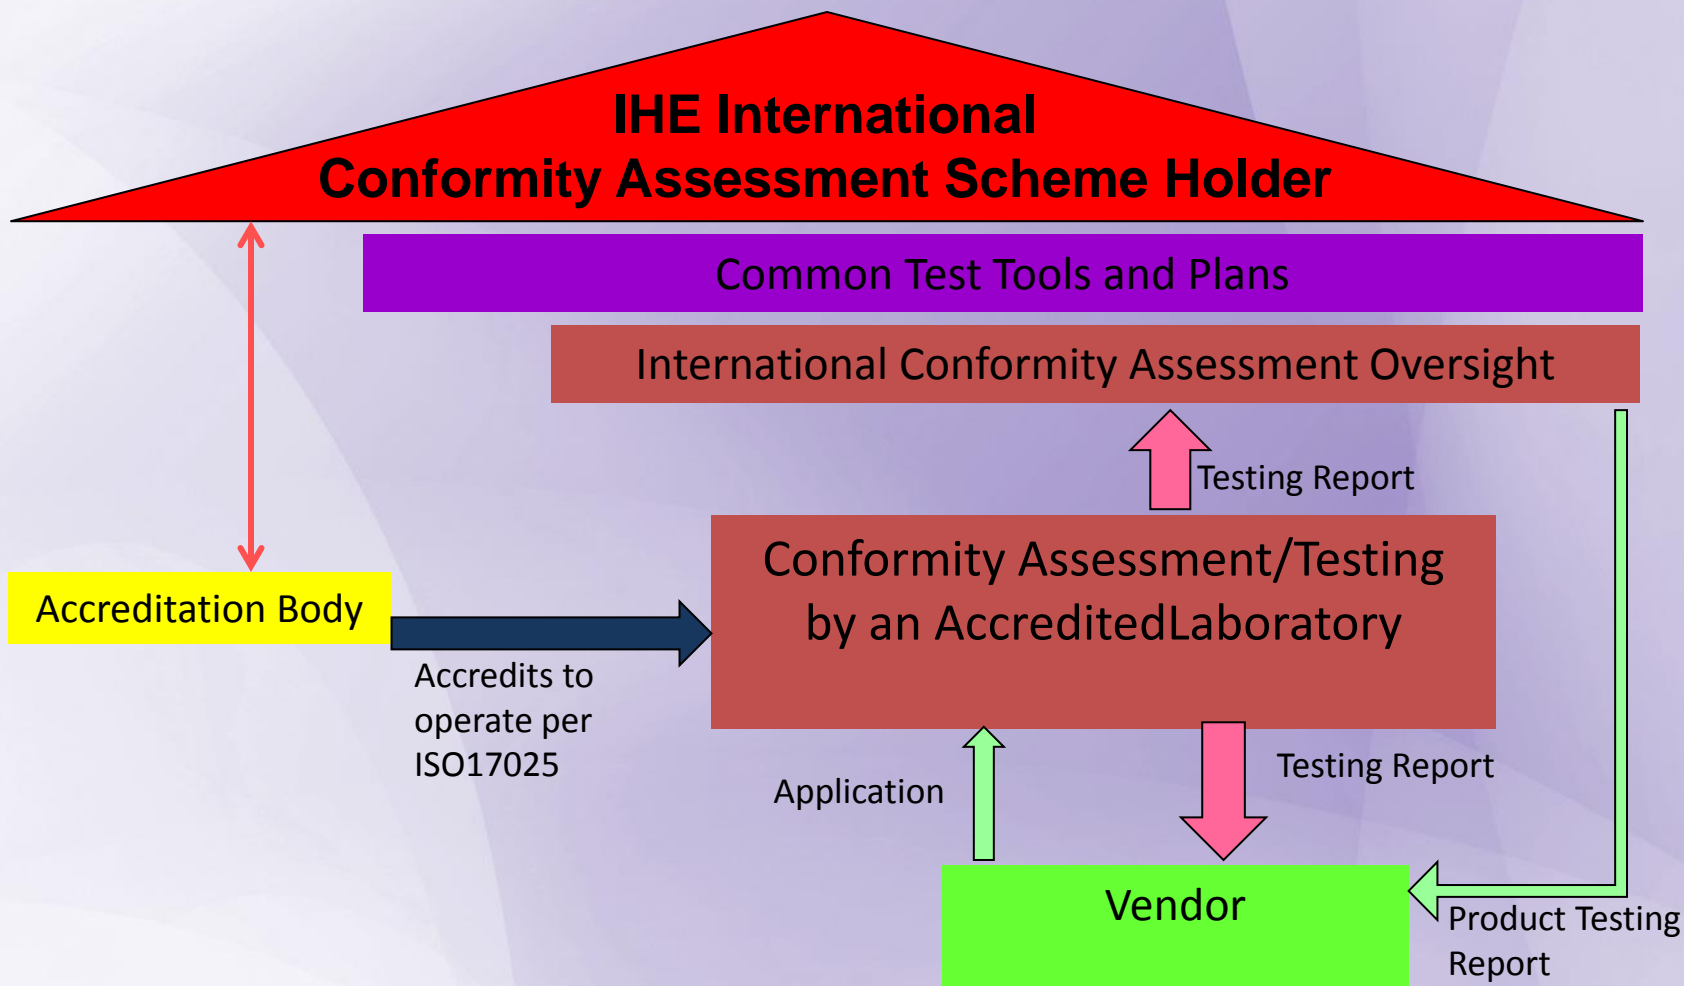 IHE International
Conformity Assessment Scheme Holder
Common Test Tools and Plans
International Conformity Assessment Oversight
Testing Report
Conformity Assessment/Testing
by an AccreditedLaboratory
Accreditation Body
Accredits to
operate per
ISO17025
Application
Testing Report
Vendor
Product Testing
Report